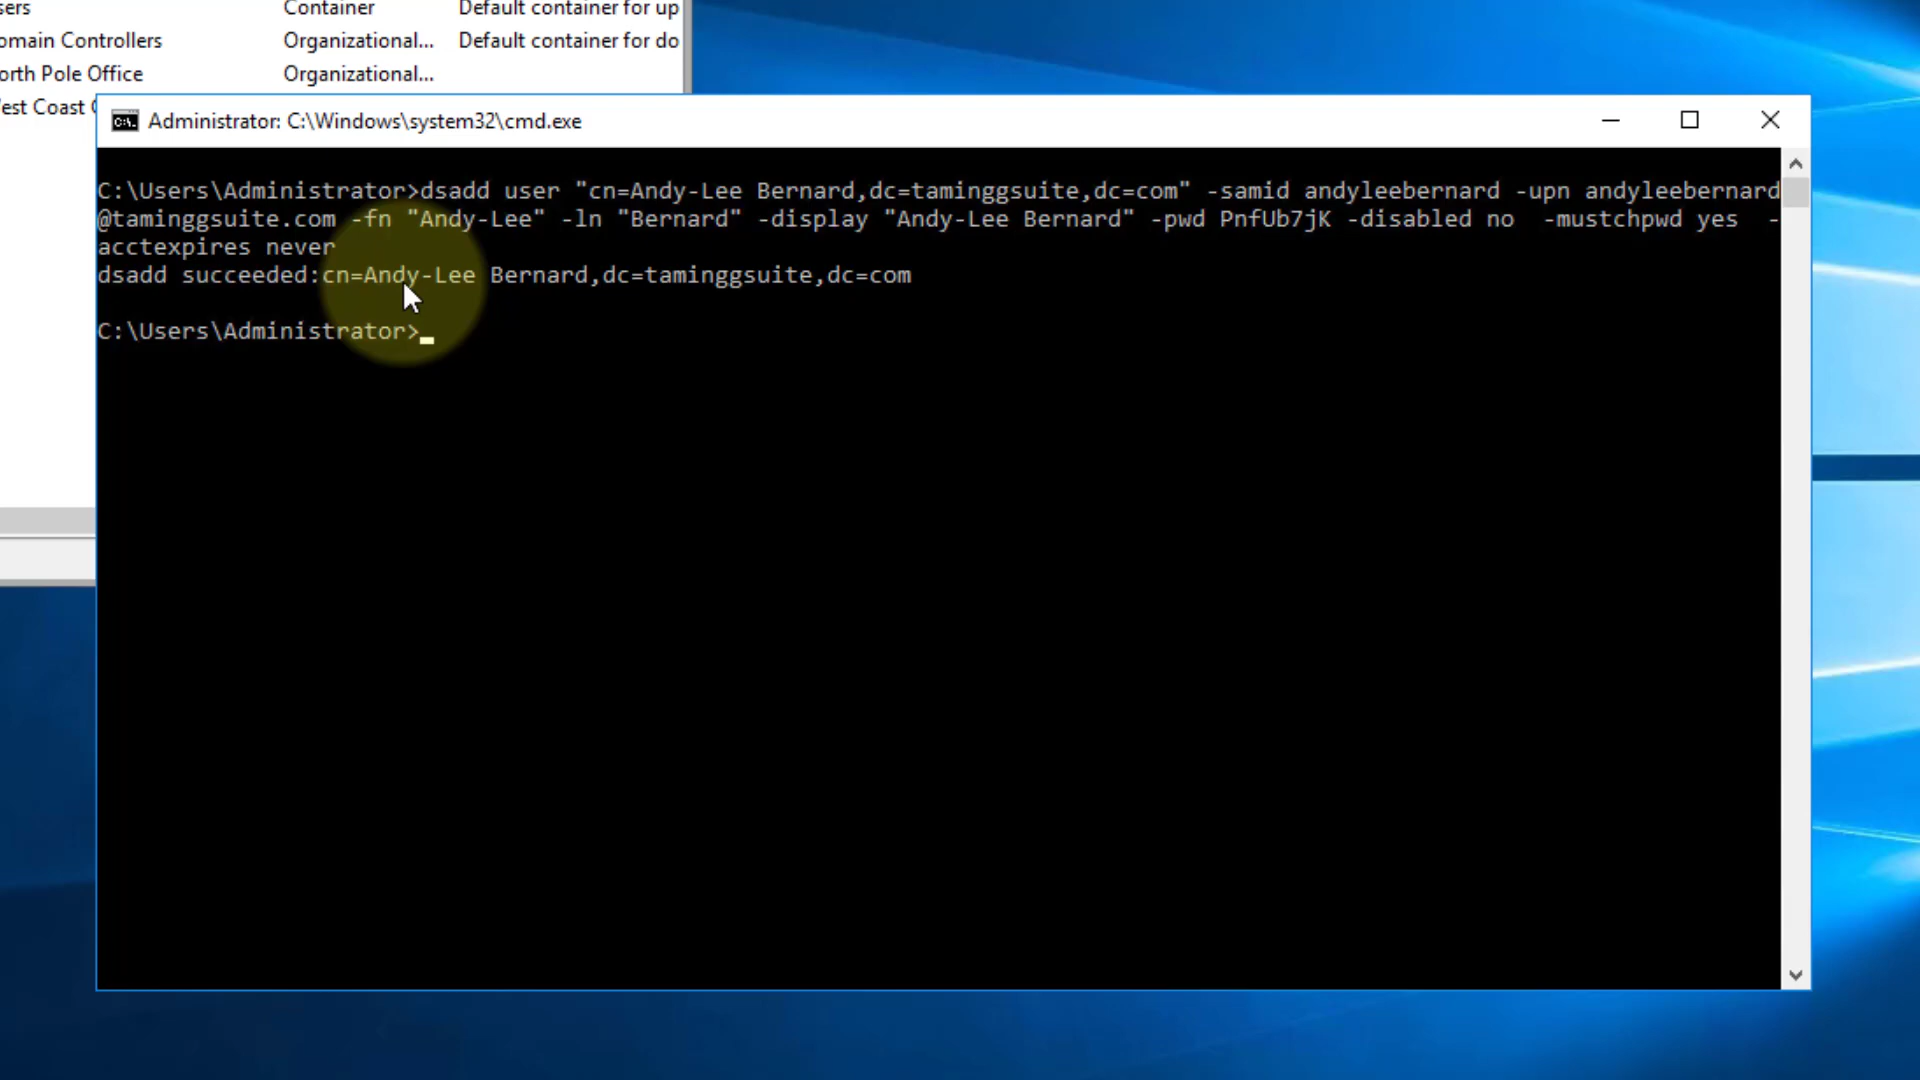 sers Container Default container for up
omain Controllers Organizational... Default container for do
orth Pole Office Organizational...
est Coast
Administrator: C:\Windows\system32\cmd.exe
C:\Users\Administrator>dsadd user "cn=Andy-Lee Bernard,dc=taminggsuite,dc=com" -samid andyleebernard -upn andyleebernard
@taminggsuite.com -fn "Andy-Lee" -ln "Bernard" -display "Andy-Lee Bernard" -pwd PnfUb7jK -disabled no  -mustchpwd yes  -
acctexpires never
dsadd succeeded:cn=Andy-Lee Bernard,dc=taminggsuite,dc=com
C:\Users\Administrator>